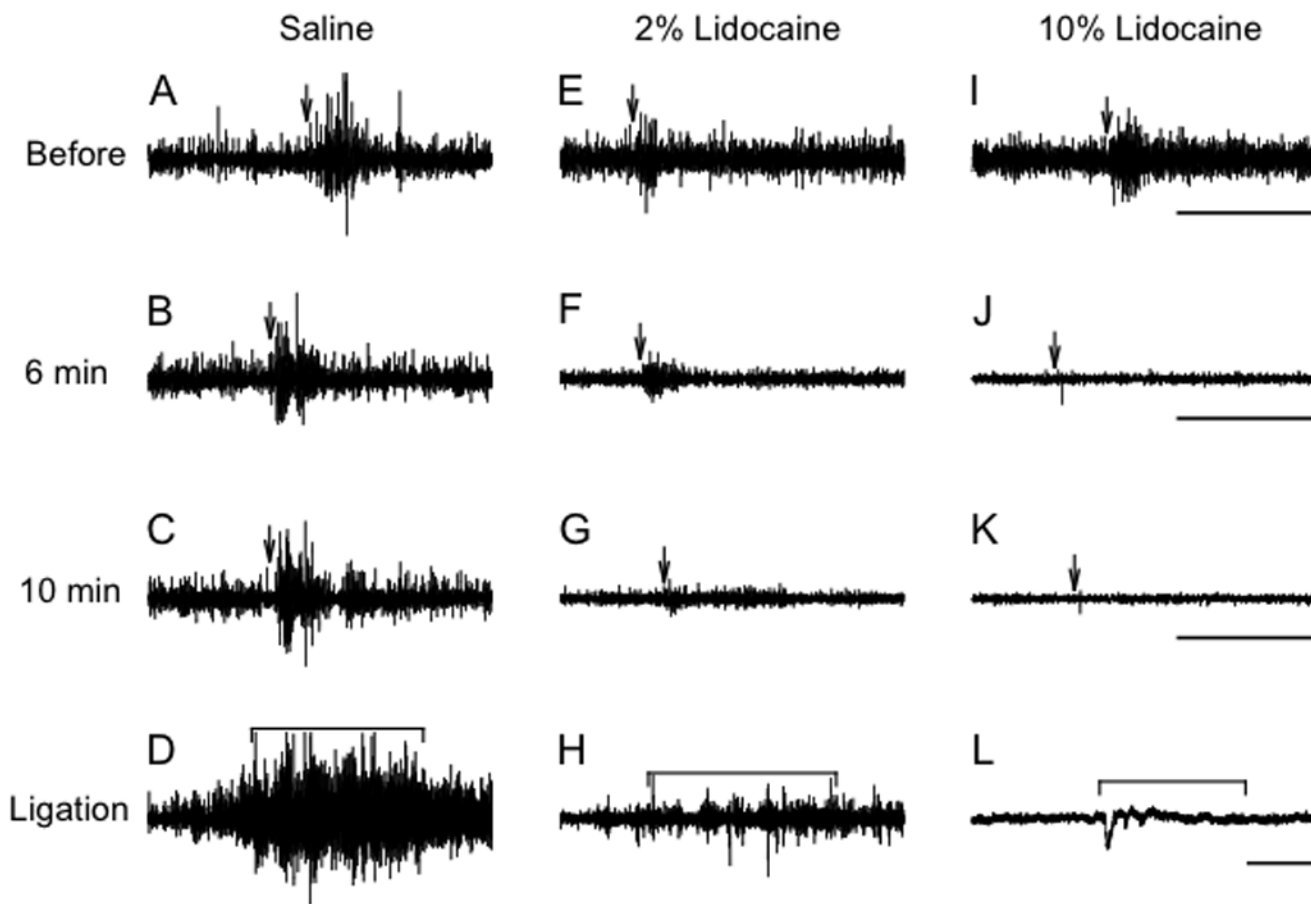 Saline 2% Lidocaine 10% Lidocaine
A E I
Before
B F J
6 min
C G K
10 min
D H L
Ligation